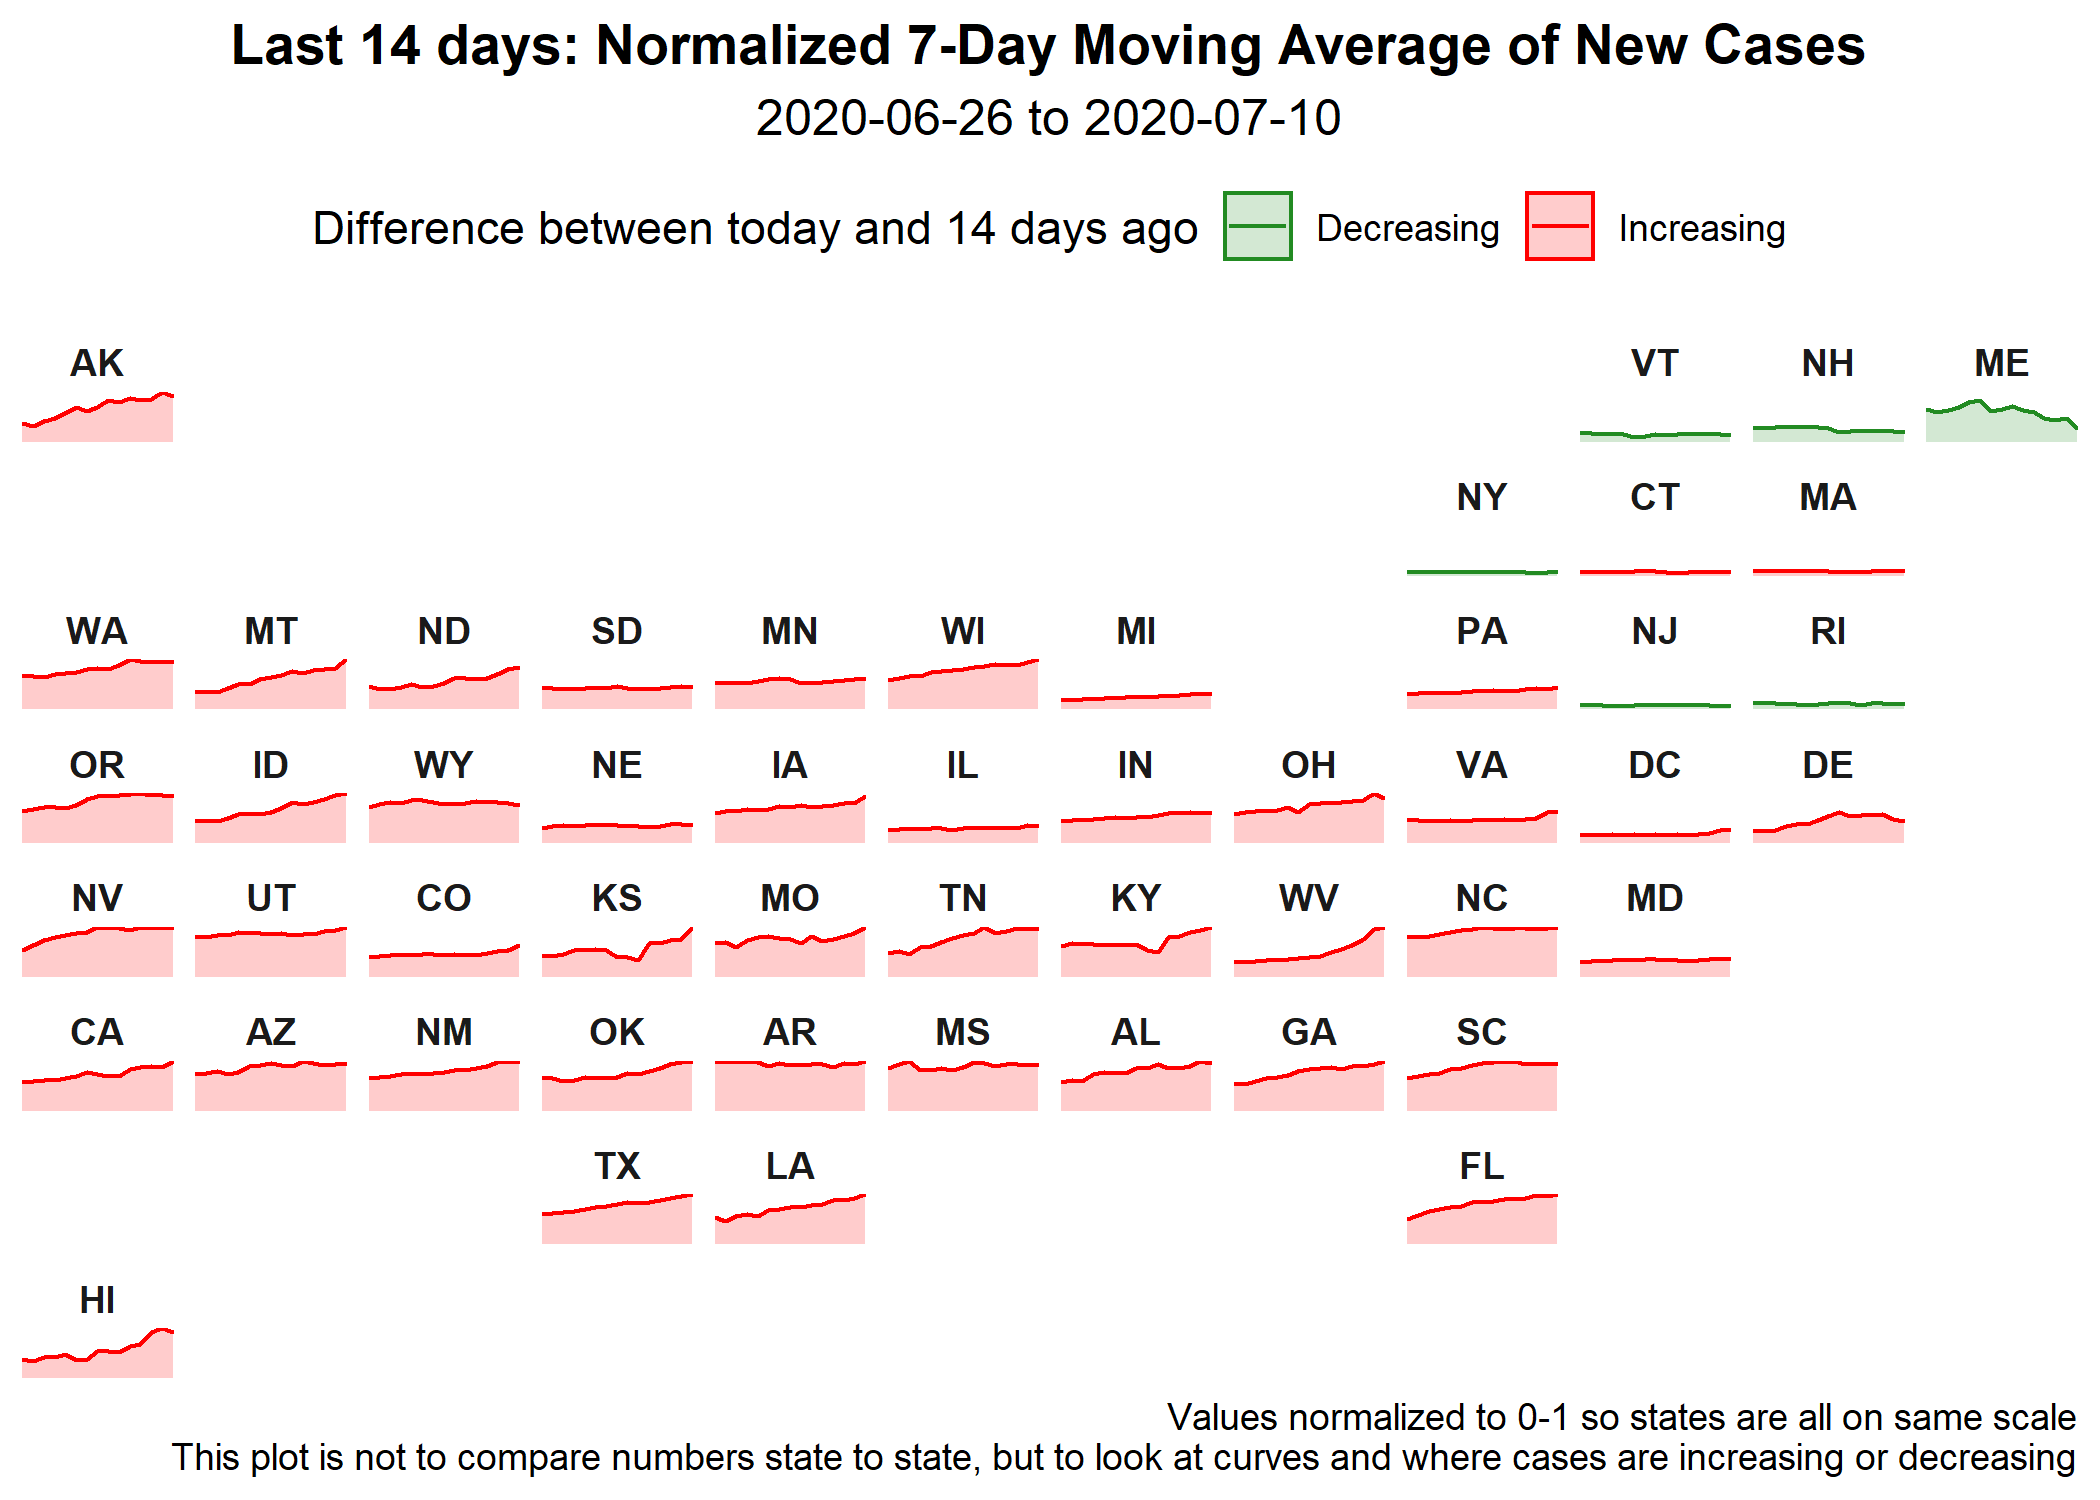 Last 14 days: Normalized 7-Day Moving Average of New Cases
2020-06-26 to 2020-07-10
Difference between today and 14 days ago Decreasing Increasing
AK VT NH ME
NY CT MA
WA MT ND SD MN WI MI PA NJ RI
OR ID WY NE IA IL IN OH VA DC DE
NV UT CO KS MO TN KY WV NC MD
CA AZ NM OK AR MS AL GA SC
TX LA FL
HI
Values normalized to 0-1 so states are all on same scale
This plot is not to compare numbers state to state, but to look at curves and where cases are increasing or decreasing